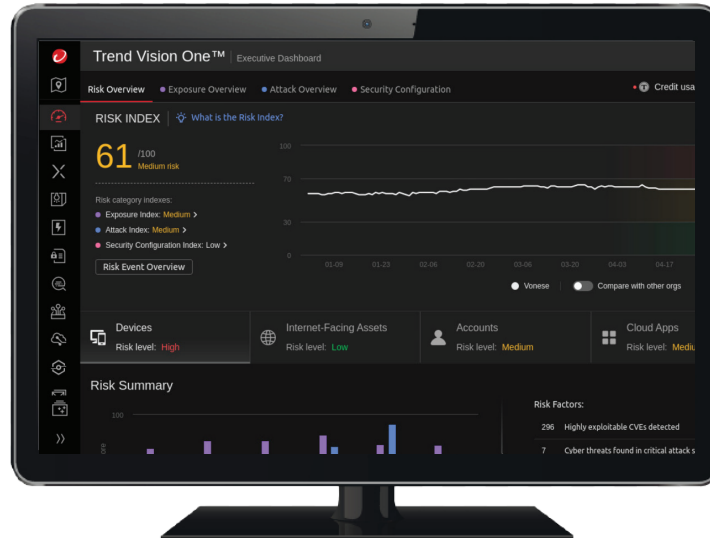 Trend Vision One™ | Executive Dashboard
Risk Overview
Exposure Overview
Attack Overview
Security Configuration
Credit usa
RISK INDEX
What is the Risk Index?
61 /100
Medium risk
Risk category indexes:
Exposure Index: Medium >
Attack Index: Medium >
Security Configuration Index: Low >
Risk Event Overview
100
70
30
0
01-09 01-23 02-06 02-20 03-06 03-20 04-03 04-17
Vonese
Compare with other orgs
Devices
Risk level: High
Internet-Facing Assets
Risk level: Low
Accounts
Risk level: Medium
Cloud Apps
Risk level: Mediu
Risk Summary
100
ore
Risk Factors:
296 Highly exploitable CVEs detected
7 Cyber threats found in critical attack s